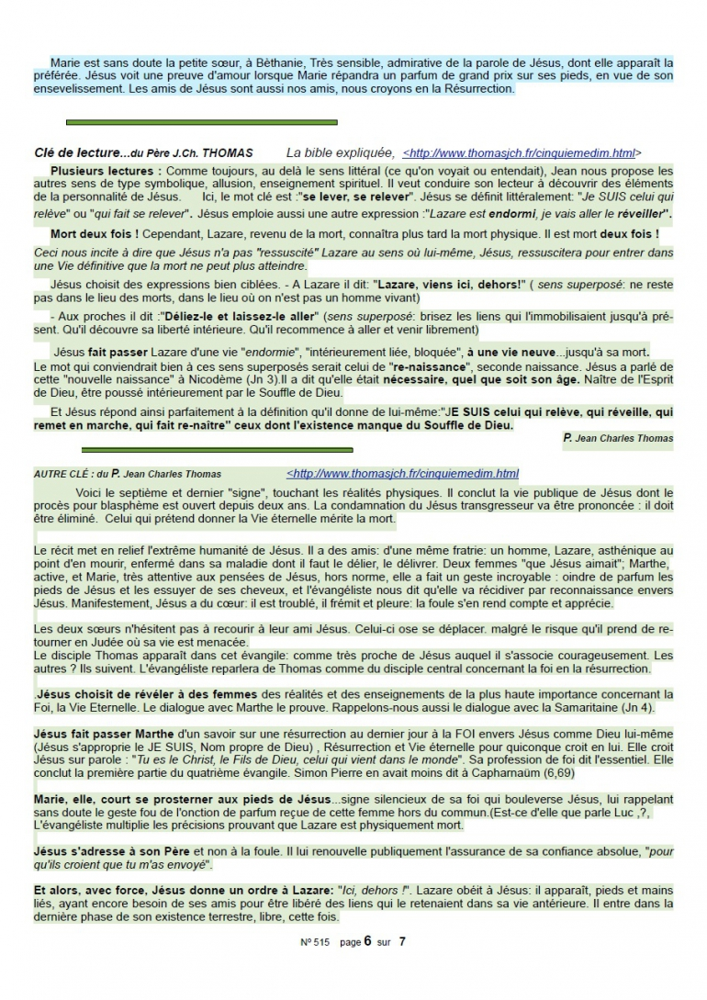 Marie est sans doute la petite sœur, à Bèthanie, Très sensible, admirative de la parole de Jésus, dont elle apparaît la
préférée. Jésus voit une preuve d'amour lorsque Marie répandra un parfum de grand prix sur ses pieds, en vue de son
ensevelissement. Les amis de Jésus sont aussi nos amis, nous croyons en la Résurrection.
Clé de lecture...du Père J.Ch. THOMAS La bible expliquée, <http://www.thomasjch.fr/cinquiemedim.html>
Plusieurs lectures : Comme toujours, au delà le sens littéral (ce qu'on voyait ou entendait), Jean nous propose les
autres sens de type symbolique, allusion, enseignement spirituel. Il veut conduire son lecteur à découvrir des éléments
de la personnalité de Jésus. Ici, le mot clé est :"se lever, se relever". Jésus se définit littéralement: "Je SUIS celui qui
relève" ou "qui fait se relever". Jésus emploie aussi une autre expression :"Lazare est endormi, je vais aller le réveiller".
Mort deux fois ! Cependant, Lazare, revenu de la mort, connaîtra plus tard la mort physique. Il est mort deux fois !
Ceci nous incite à dire que Jésus n'a pas "ressuscité" Lazare au sens où lui-même, Jésus, ressuscitera pour entrer dans
une Vie définitive que la mort ne peut plus atteindre.
Jésus choisit des expressions bien ciblées. - A Lazare il dit: "Lazare, viens ici, dehors!" ( sens superposé: ne reste
pas dans le lieu des morts, dans le lieu où on n'est pas un homme vivant)
- Aux proches il dit :"Déliez-le et laissez-le aller" (sens superposé: brisez les liens qui l'immobilisaient jusqu'à pré-
sent. Qu'il découvre sa liberté intérieure. Qu'il recommence à aller et venir librement)
Jésus fait passer Lazare d'une vie "endormie", "intérieurement liée, bloquée", à une vie neuve...jusqu'à sa mort.
Le mot qui conviendrait bien à ces sens superposés serait celui de "re-naissance", seconde naissance. Jésus a parlé de
cette "nouvelle naissance" à Nicodème (Jn 3).Il a dit qu'elle était nécessaire, quel que soit son âge. Naître de l'Esprit
de Dieu, être poussé intérieurement par le Souffle de Dieu.
Et Jésus répond ainsi parfaitement à la définition qu'il donne de lui-même:"JE SUIS celui qui relève, qui réveille, qui
remet en marche, qui fait re-naître" ceux dont l'existence manque du Souffle de Dieu.
P. Jean Charles Thomas
AUTRE CLÉ : du P. Jean Charles Thomas <http://www.thomasjch.fr/cinquiemedim.html
Voici le septième et dernier "signe", touchant les réalités physiques. Il conclut la vie publique de Jésus dont le
procès pour blasphème est ouvert depuis deux ans. La condamnation du Jésus transgresseur va être prononcée : il doit
être éliminé. Celui qui prétend donner la Vie éternelle mérite la mort.
Le récit met en relief l'extrême humanité de Jésus. Il a des amis: d'une même fratrie: un homme, Lazare, asthénique au
point d'en mourir, enfermé dans sa maladie dont il faut le délier, le délivrer. Deux femmes "que Jésus aimait"; Marthe,
active, et Marie, très attentive aux pensées de Jésus, hors norme, elle a fait un geste incroyable : oindre de parfum les
pieds de Jésus et les essuyer de ses cheveux, et l'évangéliste nous dit qu'elle va récidiver par reconnaissance envers
Jésus. Manifestement, Jésus a du cœur: il est troublé, il frémit et pleure: la foule s'en rend compte et apprécie.
Les deux sœurs n'hésitent pas à recourir à leur ami Jésus. Celui-ci ose se déplacer. malgré le risque qu'il prend de re-
tourner en Judée où sa vie est menacée.
Le disciple Thomas apparaît dans cet évangile: comme très proche de Jésus auquel il s'associe courageusement. Les
autres ? Ils suivent. L'évangéliste reparlera de Thomas comme du disciple central concernant la foi en la résurrection.
.Jésus choisit de révéler à des femmes des réalités et des enseignements de la plus haute importance concernant la
Foi, la Vie Eternelle. Le dialogue avec Marthe le prouve. Rappelons-nous aussi le dialogue avec la Samaritaine (Jn 4).
Jésus fait passer Marthe d'un savoir sur une résurrection au dernier jour à la FOI envers Jésus comme Dieu lui-même
(Jésus s'approprie le JE SUIS, Nom propre de Dieu) , Résurrection et Vie éternelle pour quiconque croit en lui. Elle croit
Jésus sur parole : "Tu es le Christ, le Fils de Dieu, celui qui vient dans le monde". Sa profession de foi dit l'essentiel. Elle
conclut la première partie du quatrième évangile. Simon Pierre en avait moins dit à Capharnaüm (6,69)
Marie, elle, court se prosterner aux pieds de Jésus...signe silencieux de sa foi qui bouleverse Jésus, lui rappelant
sans doute le geste fou de l'onction de parfum reçue de cette femme hors du commun.(Est-ce d'elle que parle Luc ,?,
L'évangéliste multiplie les précisions prouvant que Lazare est physiquement mort.
Jésus s'adresse à son Père et non à la foule. Il lui renouvelle publiquement l'assurance de sa confiance absolue, "pour
qu'ils croient que tu m'as envoyé".
Et alors, avec force, Jésus donne un ordre à Lazare: "Ici, dehors !". Lazare obéit à Jésus: il apparaît, pieds et mains
liés, ayant encore besoin de ses amis pour être libéré des liens qui le retenaient dans sa vie antérieure. Il entre dans la
dernière phase de son existence terrestre, libre, cette fois.
Nº 515 page 6 sur 7